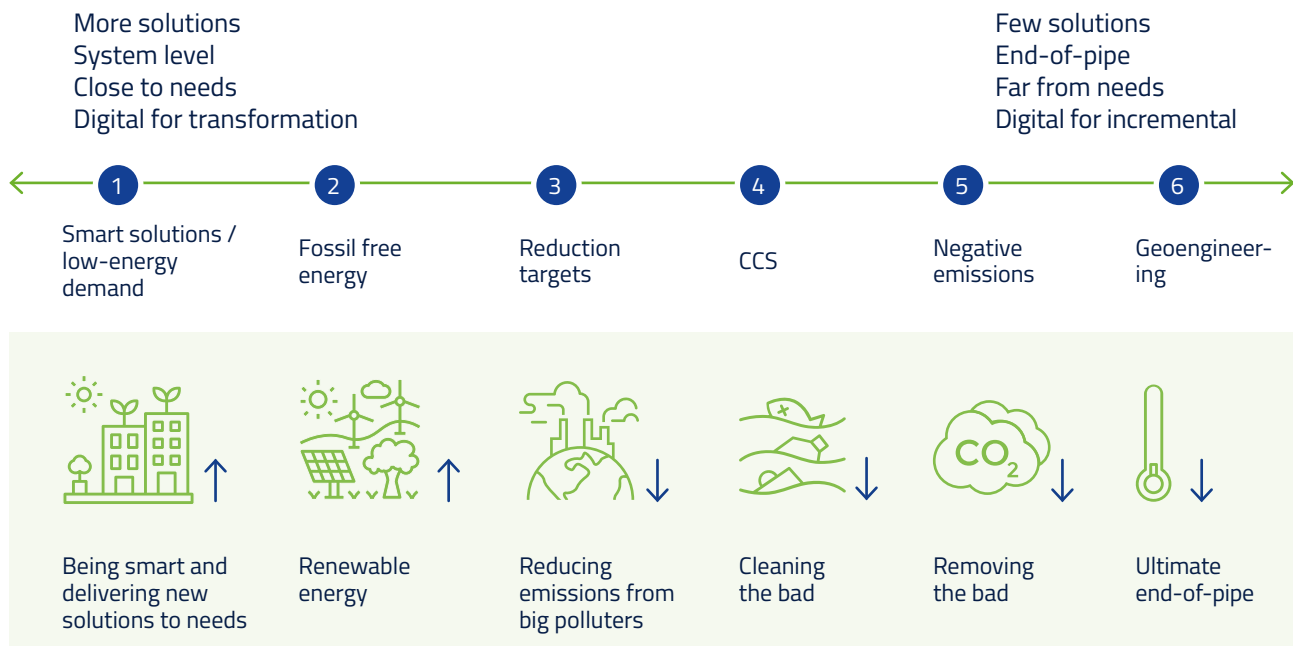 More solutions
System level
Close to needs
Digital for transformation
Few solutions
End-of-pipe
Far from needs
Digital for incremental
1
2
3
4
5
6
Smart solutions /
low-energy
demand
Fossil free
energy
Reduction
targets
CCS
Negative
emissions
Geoengineer-
ing
CO2
Being smart and
delivering new
solutions to needs
Renewable
energy
Reducing
emissions from
big polluters
Cleaning
the bad
Removing
the bad
Ultimate
end-of-pipe